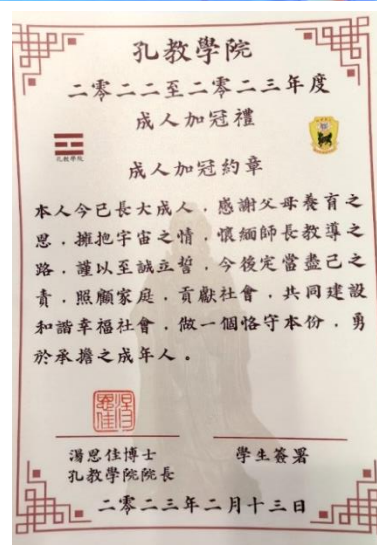 孔教學院
二零二二至二零二三年度
成人加冠禮
孔教學院
成人加冠約章
本人今已長大成人，感謝父母養育之
恩，擁抱宇宙之情，懷緬師長教導之
路，謹以至誠立誓，今後定當盡己之
責，照顧家庭，貢獻社會，共同建設
和諧幸福社會，做一個恪守本份，勇
於承擔之成年人。
湯恩佳博士
孔教學院院長
學生簽署
二零二三年二月十三日